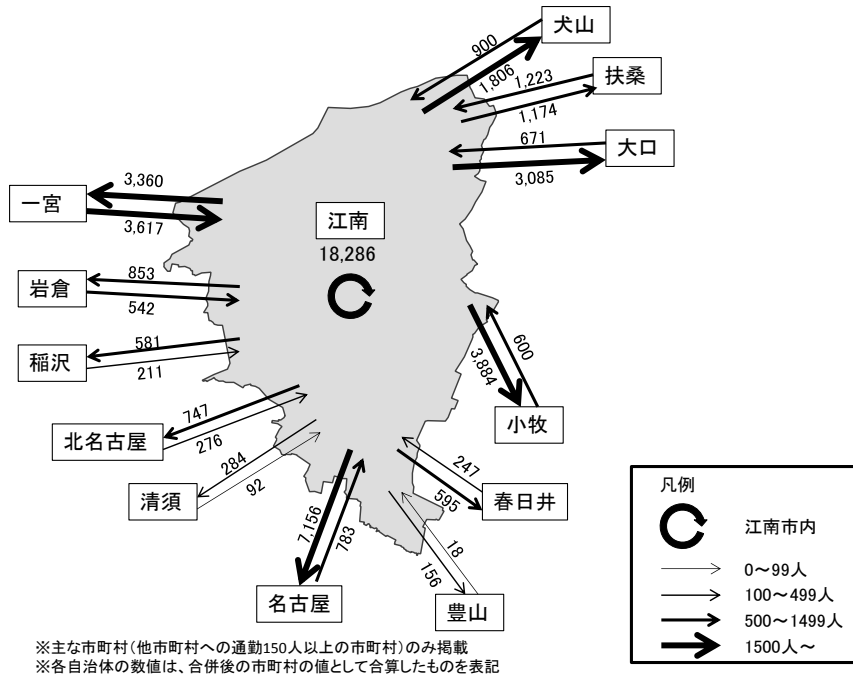 犬山
900
1,806
扶桑
1,223
1,174
大口
671
3,085
一宮
3,360
3,617
江南
18,286
岩倉
853
542
稲沢
581
211
小牧
600
3,884
北名古屋
747
276
清須
284
92
春日井
247
595
名古屋
7,156
783
豊山
18
156
凡例
江南市内
0～99人
100～499人
500～1499人
1500人～
※主な市町村（他市町村への通勤150人以上の市町村）のみ掲載
※各自治体の数値は、合併後の市町村の値として合算したものを表記